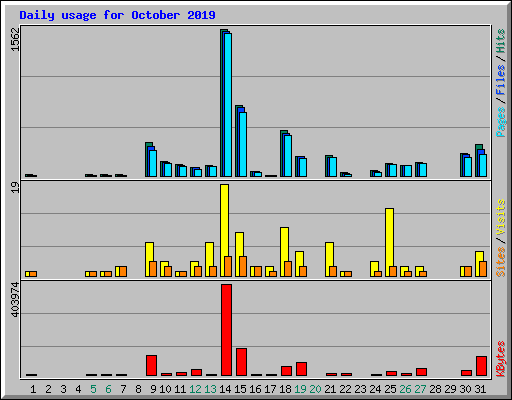 Daily usage for October 2019
1562
Pages / Files / Hits
19
Sites / Visits
403974
KBytes
1 2 3 4 5 6 7 8 9 10 11 12 13 14 15 16 17 18 19 20 21 22 23 24 25 26 27 28 29 30 31